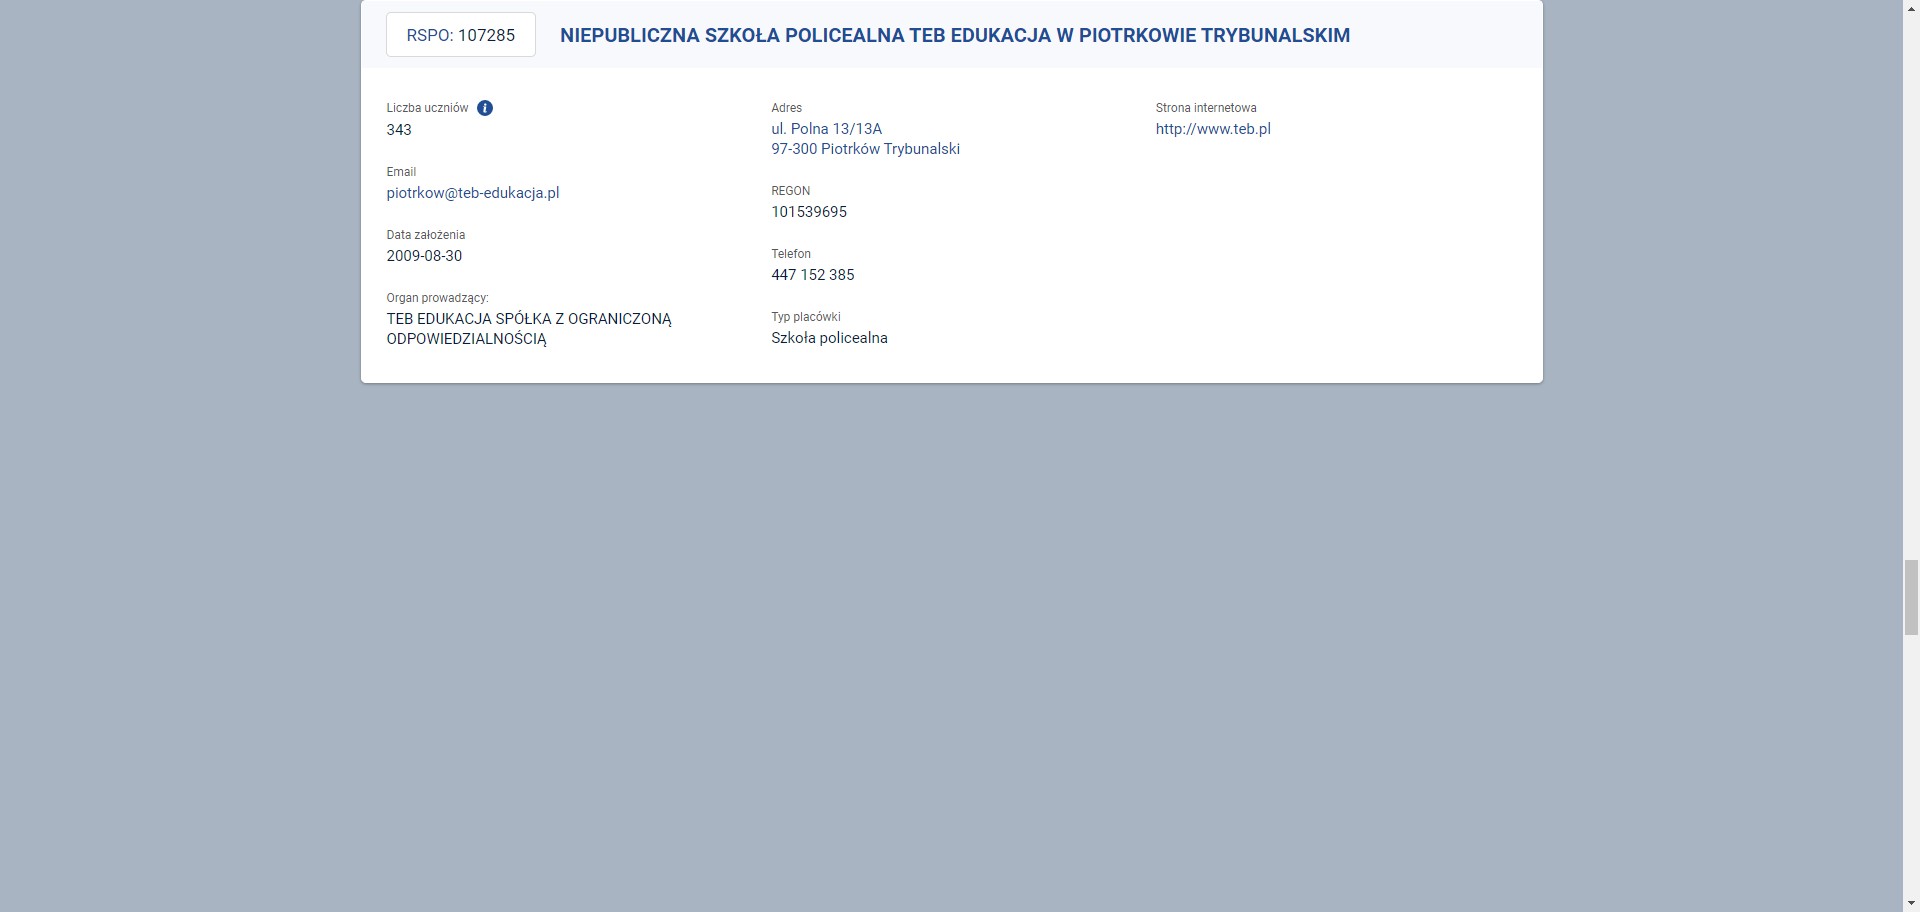 RSPO: 107285
NIEPUBLICZNA SZKOŁA POLICEALNA TEB EDUKACJA W PIOTRKOWIE TRYBUNALSKIM
Liczba uczniów i
343
Email
piotrkow@teb-edukacja.pl
Data założenia
2009-08-30
Organ prowadzący:
TEB EDUKACJA SPÓŁKA Z OGRANICZONĄ
ODPOWIEDZIALNOŚCIĄ
Adres
ul. Polna 13/13A
97-300 Piotrków Trybunalski
REGON
101539695
Telefon
447 152 385
Typ placówki
Szkoła policealna
Strona internetowa
http://www.teb.pl